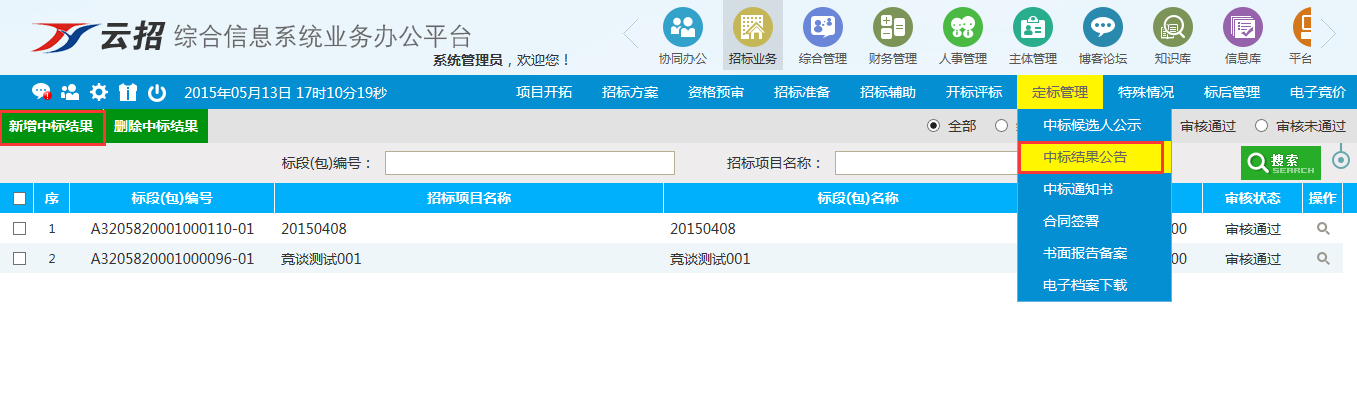 云招 综合信息系统业务办公平台
系统管理员，欢迎您！
协同办公 招标业务 综合管理 财务管理 人事管理 主体管理 博客论坛 知识库 信息库 平台
2015年05月13日 17时10分19秒 项目开拓 招标方案 资格预审 招标准备 招标辅助 开标评标 定标管理 特殊情况 标后管理 电子竞价
新增中标结果 删除中标结果 全部 中标候选人公示 审核通过 审核未通过
标段(包)编号： 招标项目名称： 中标结果公告 搜索 SEARCH
序 标段(包)编号 招标项目名称 标段(包)名称 中标通知书 审核状态 操作
1 A3205820001000110-01 20150408 20150408 合同签署 00 审核通过
2 A3205820001000096-01 竞谈测试001 竞谈测试001 书面报告备案 00 审核通过
电子档案下载